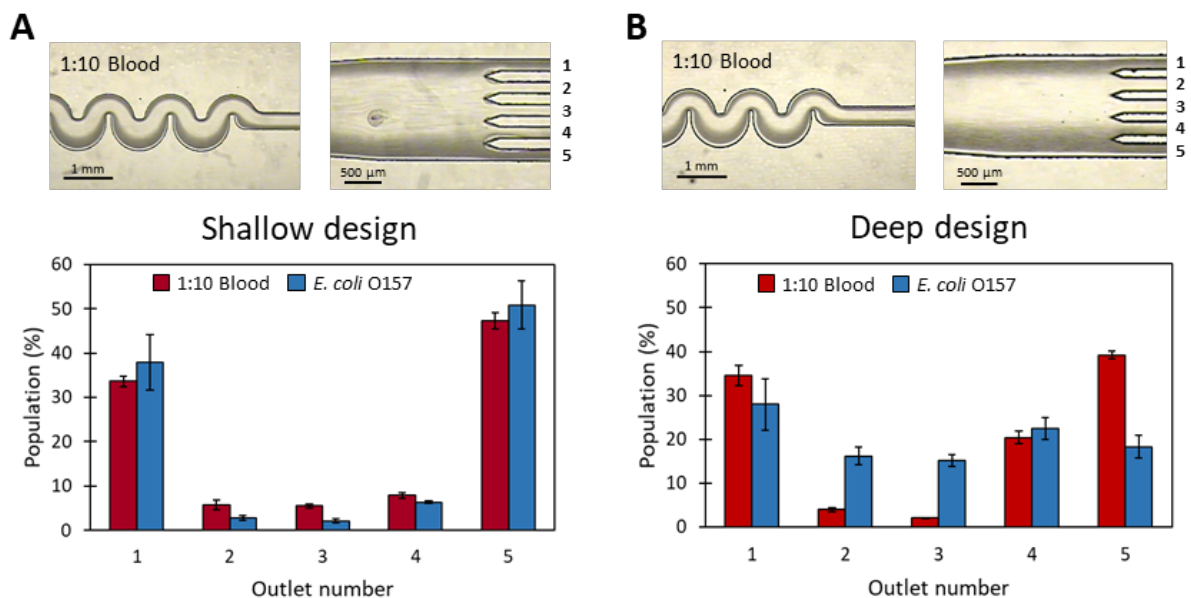 A
1:10 Blood
1 mm
500 µm
1
2
3
4
5
Shallow design
60
50
40
30
20
10
0
Population (%)
1:10 Blood
E. coli O157
1
2
3
4
5
Outlet number
B
1:10 Blood
1 mm
500 µm
1
2
3
4
5
Deep design
60
50
40
30
20
10
0
Population (%)
1:10 Blood
E. coli O157
1
2
3
4
5
Outlet number